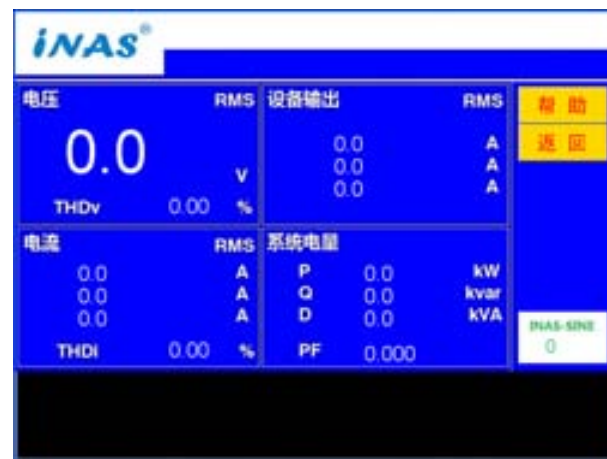 iNAS®
电压 RMS
0.0 V
THDv 0.00 %
设备输出 RMS
0.0 A
0.0 A
0.0 A
电流 RMS
0.0 A
0.0 A
0.0 A
THDI 0.00 %
系统电量
P 0.0 kW
Q 0.0 kvar
D 0.0 kVA
PF 0.000
帮 助
返 回
INAS-SINE
0